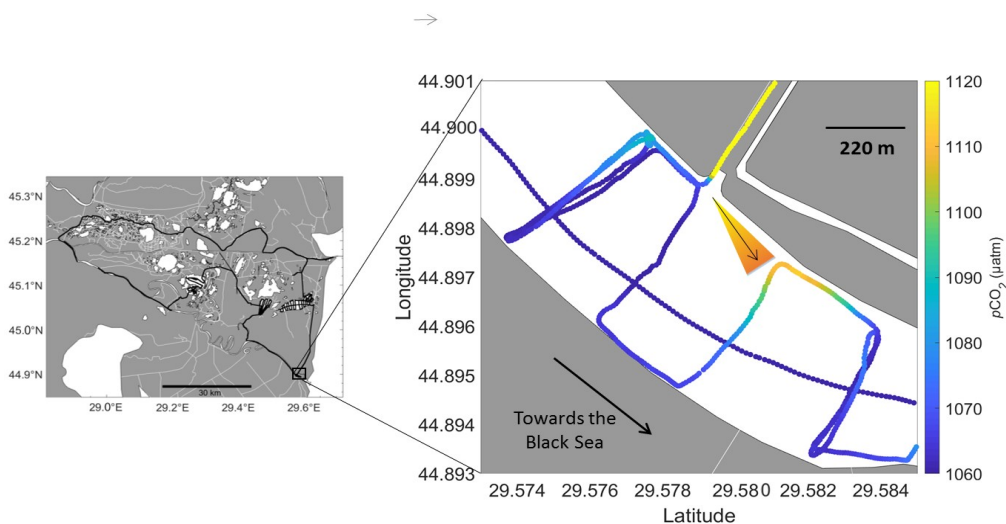 45.3°N
45.2°N
45.1°N
45.0°N
44.9°N
29.0°E
29.2°E
29.4°E
29.6°E
30 km
Longitude
44.901
44.900
44.899
44.898
44.897
44.896
44.895
44.894
44.893
220 m
Towards the
Black Sea
29.574
29.576
29.578
29.580
29.582
29.584
Latitude
1120
1110
1100
1090
1080
1070
1060
pCO2 (µatm)